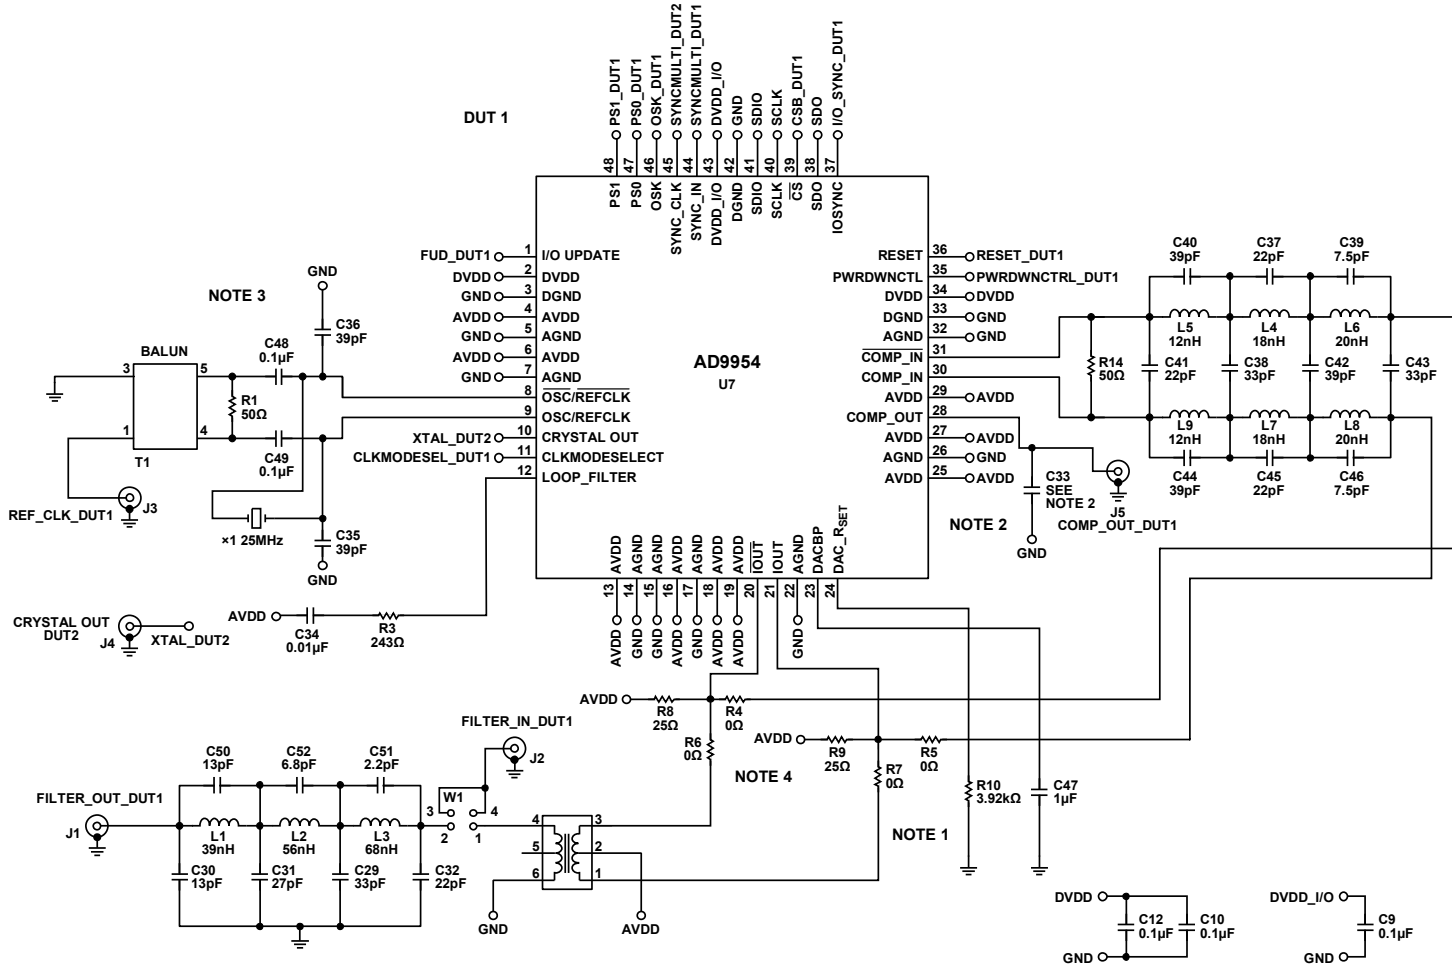 DUT 1
PS1_DUT1
PS0_DUT1
OSK_DUT1
SYNCMULTI_DUT2
SYNCMULTI_DUT1
DVDD_I/O
GND
SDIO
SCLK
CSB_DUT1
SDO
I/O_SYNC_DUT1
48
47
46
45
44
43
42
41
40
39
38
37
PS1
PS0
OSK
SYNC_CLK
SYNC_IN
DVDD_I/O
DGND
SDIO
SCLK
CS
SDO
IOSYNC
AD9954
U7
FUD_DUT1 1 I/O UPDATE
DVDD 2 DVDD
GND 3 DGND
AVDD 4 AVDD
GND 5 AGND
AVDD 6 AVDD
GND 7 AGND
8 OSC/REFCLK
9 OSC/REFCLK
XTAL_DUT2 10 CRYSTAL OUT
CLKMODESEL_DUT1 11 CLKMODESELECT
12 LOOP_FILTER
RESET 36 RESET_DUT1
PWRDWNCTL 35 PWRDWNCTRL_DUT1
DVDD 34 DVDD
DGND 33 GND
AGND 32 GND
COMP_IN 31
COMP_IN 30
AVDD 29 AVDD
COMP_OUT 28
AVDD 27 AVDD
AGND 26 GND
AVDD 25 AVDD
AVDD
AGND
AGND
AVDD
AGND
AVDD
AVDD
IOUT
IOUT
AGND
DACBP
DAC_RSET
13
14
15
16
17
18
19
20
21
22
23
24
AVDD
GND
GND
AVDD
GND
AVDD
AVDD
GND
NOTE 3
GND
C36
39pF
BALUN
3
5
1
4
T1
C48
0.1µF
R1
50Ω
C49
0.1µF
J3
REF_CLK_DUT1
×1 25MHz
C35
39pF
GND
CRYSTAL OUT
DUT2
J4
XTAL_DUT2
AVDD
C34
0.01µF
R3
243Ω
C40
39pF
C37
22pF
C39
7.5pF
L5
12nH
L4
18nH
L6
20nH
R14
50Ω
C41
22pF
C38
33pF
C42
39pF
C43
33pF
L9
12nH
L7
18nH
L8
20nH
C44
39pF
C45
22pF
C46
7.5pF
C33
SEE
NOTE 2
NOTE 2
GND
J5
COMP_OUT_DUT1
AVDD
R8
25Ω
R4
0Ω
R6
0Ω
AVDD
R9
25Ω
R5
0Ω
R7
0Ω
NOTE 4
R10
3.92kΩ
C47
1µF
NOTE 1
FILTER_IN_DUT1
J2
C50
13pF
C52
6.8pF
C51
2.2pF
FILTER_OUT_DUT1
J1
L1
39nH
L2
56nH
L3
68nH
C30
13pF
C31
27pF
C29
33pF
C32
22pF
W1
3
4
2
1
4
3
5
2
6
1
GND
AVDD
DVDD
C12
0.1µF
C10
0.1µF
GND
DVDD_I/O
C9
0.1µF
GND